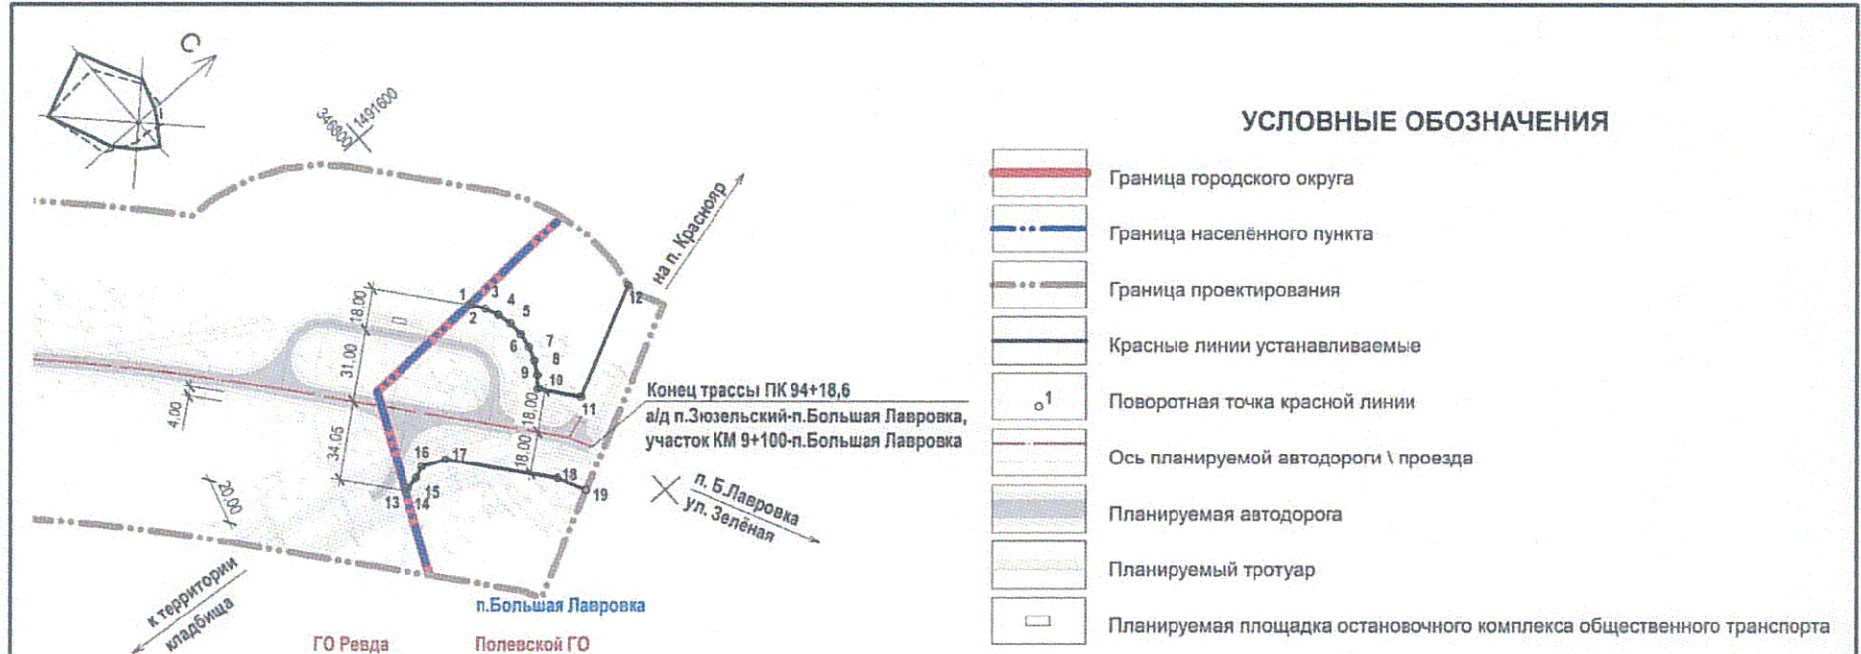 С
346800
1491600
на п. Краснояр
1
2
3
4
5
6
7
8
9
10
11
12
18.00
31.00
34.05
4.00
20.00
18.00
18.00
Конец трассы ПК 94+18,6
а/д п.Зюзельский-п.Большая Лавровка,
участок КМ 9+100-п.Большая Лавровка
13
14
15
16
17
18
19
п. Б.Лавровка
ул. Зелёная
к территории
кладбища
п.Большая Лавровка
ГО Ревда
Полевской ГО
УСЛОВНЫЕ ОБОЗНАЧЕНИЯ
Граница городского округа
Граница населённого пункта
Граница проектирования
Красные линии устанавливаемые
1
Поворотная точка красной линии
Ось планируемой автодороги \ проезда
Планируемая автодорога
Планируемый тротуар
Планируемая площадка остановочного комплекса общественного транспорта